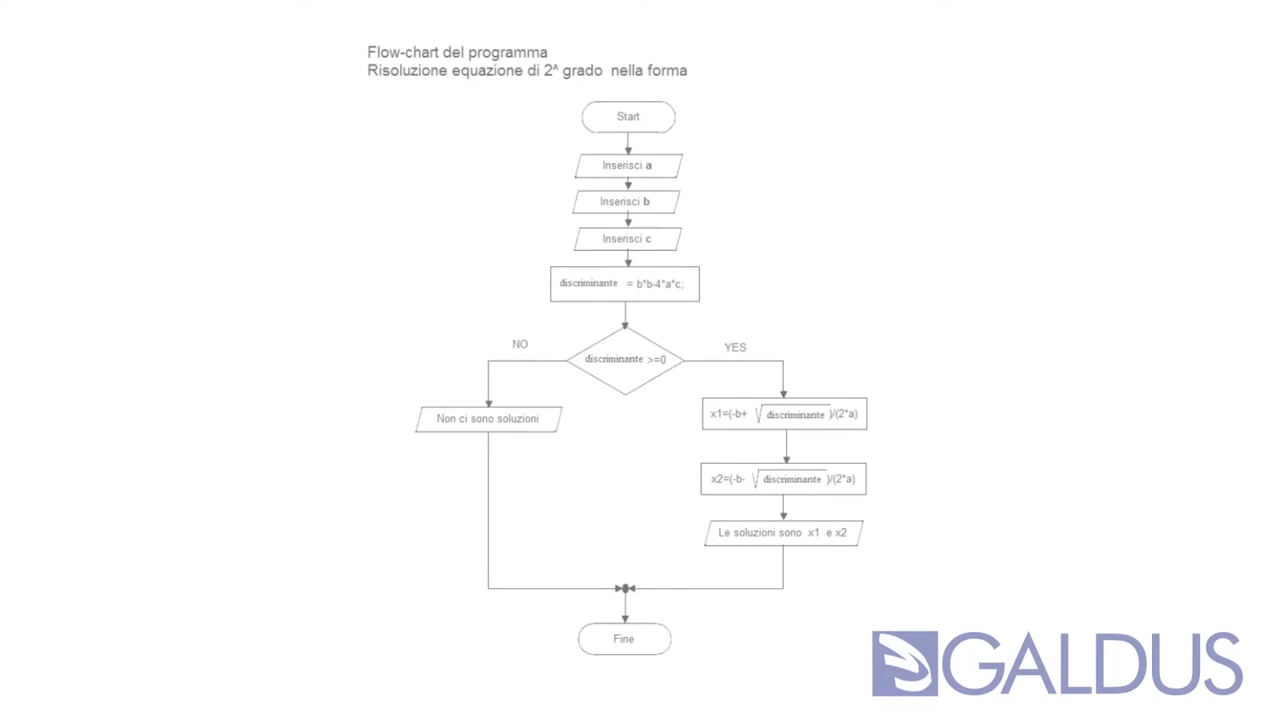 Flow-chart del programma
Risoluzione equazione di 2^ grado nella forma
Start
Inserisci a
Inserisci b
Inserisci c
discriminante = b*b-4*a*c;
discriminante >=0
NO
YES
Non ci sono soluzioni
x1=(-b+ √discriminante )/(2*a)
x2=(-b- √discriminante )/(2*a)
Le soluzioni sono x1 e x2
Fine
GALDUS